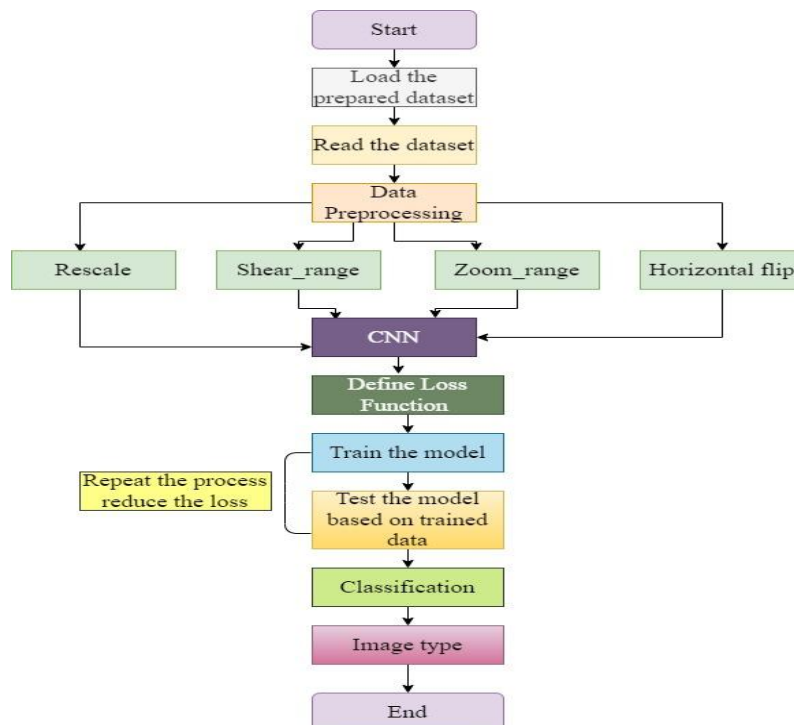 Start
Load the
prepared dataset
Read the dataset
Data
Preprocessing
Rescale
Shear_range
Zoom_range
Horizontal flip
CNN
Define Loss
Function
Train the model
Repeat the process
reduce the loss
Test the model
based on trained
data
Classification
Image type
End